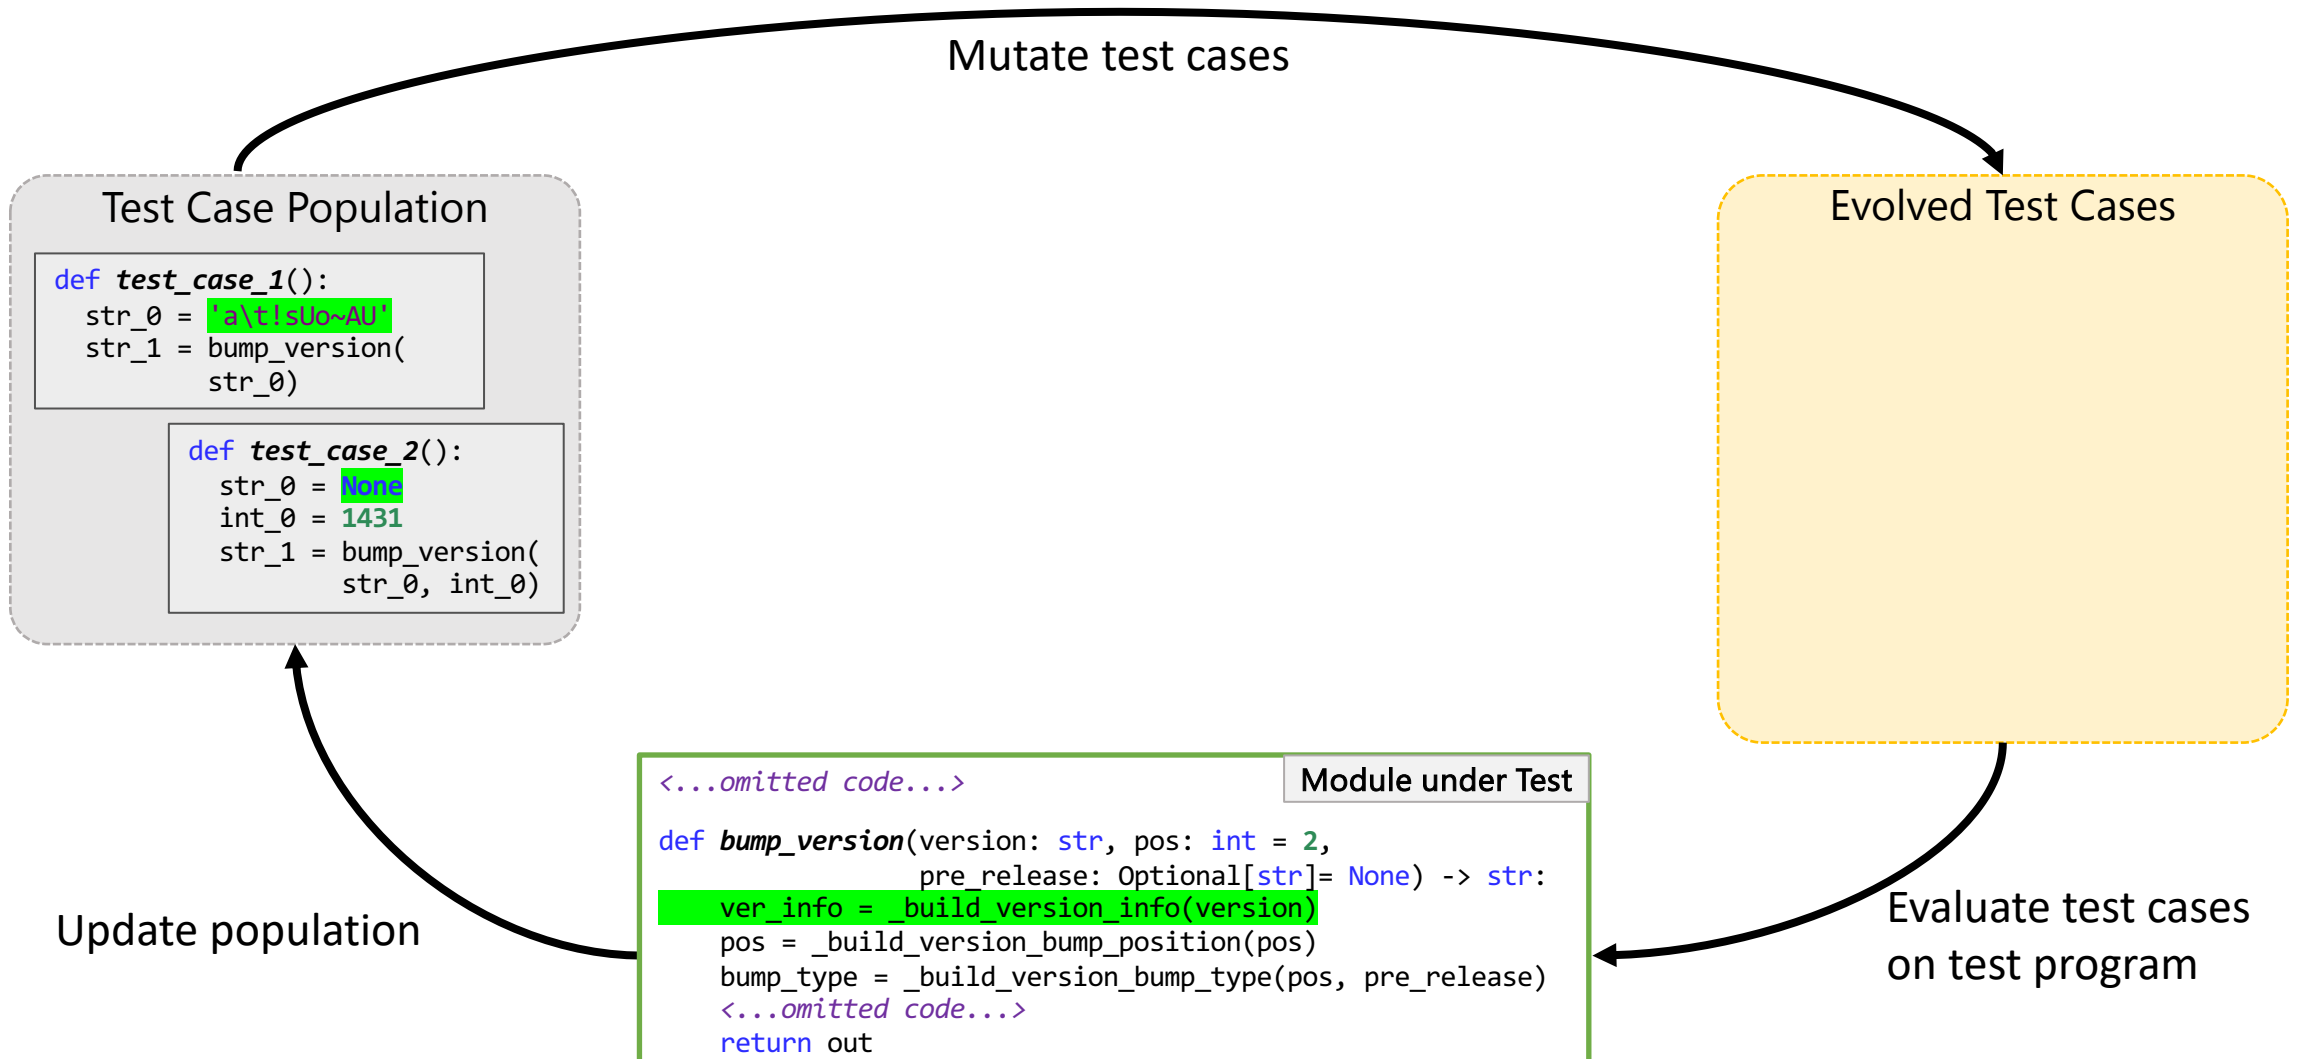 Mutate test cases
Test Case Population
def test_case_1():
  str_0 = 'a\t!sUo~AU'
  str_1 = bump_version(
          str_0)
def test_case_2():
  str_0 = None
  int_0 = 1431
  str_1 = bump_version(
          str_0, int_0)
Evolved Test Cases
Update population
<...omitted code...>
Module under Test
def bump_version(version: str, pos: int = 2,
                 pre_release: Optional[str]= None) -> str:
    ver_info = _build_version_info(version)
    pos = _build_version_bump_position(pos)
    bump_type = _build_version_bump_type(pos, pre_release)
    <...omitted code...>
    return out
Evaluate test cases
on test program